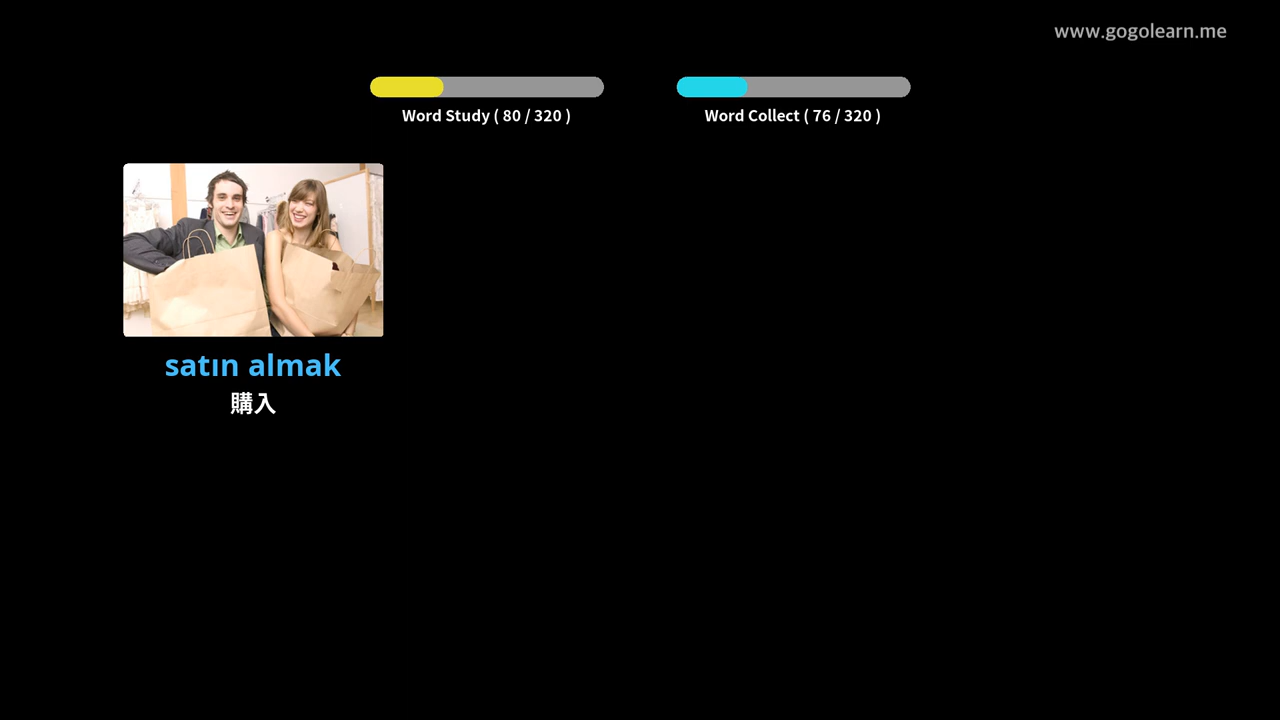 www.gogolearn.me
Word Study ( 80 / 320 )
Word Collect ( 76 / 320 )
satın almak
購入